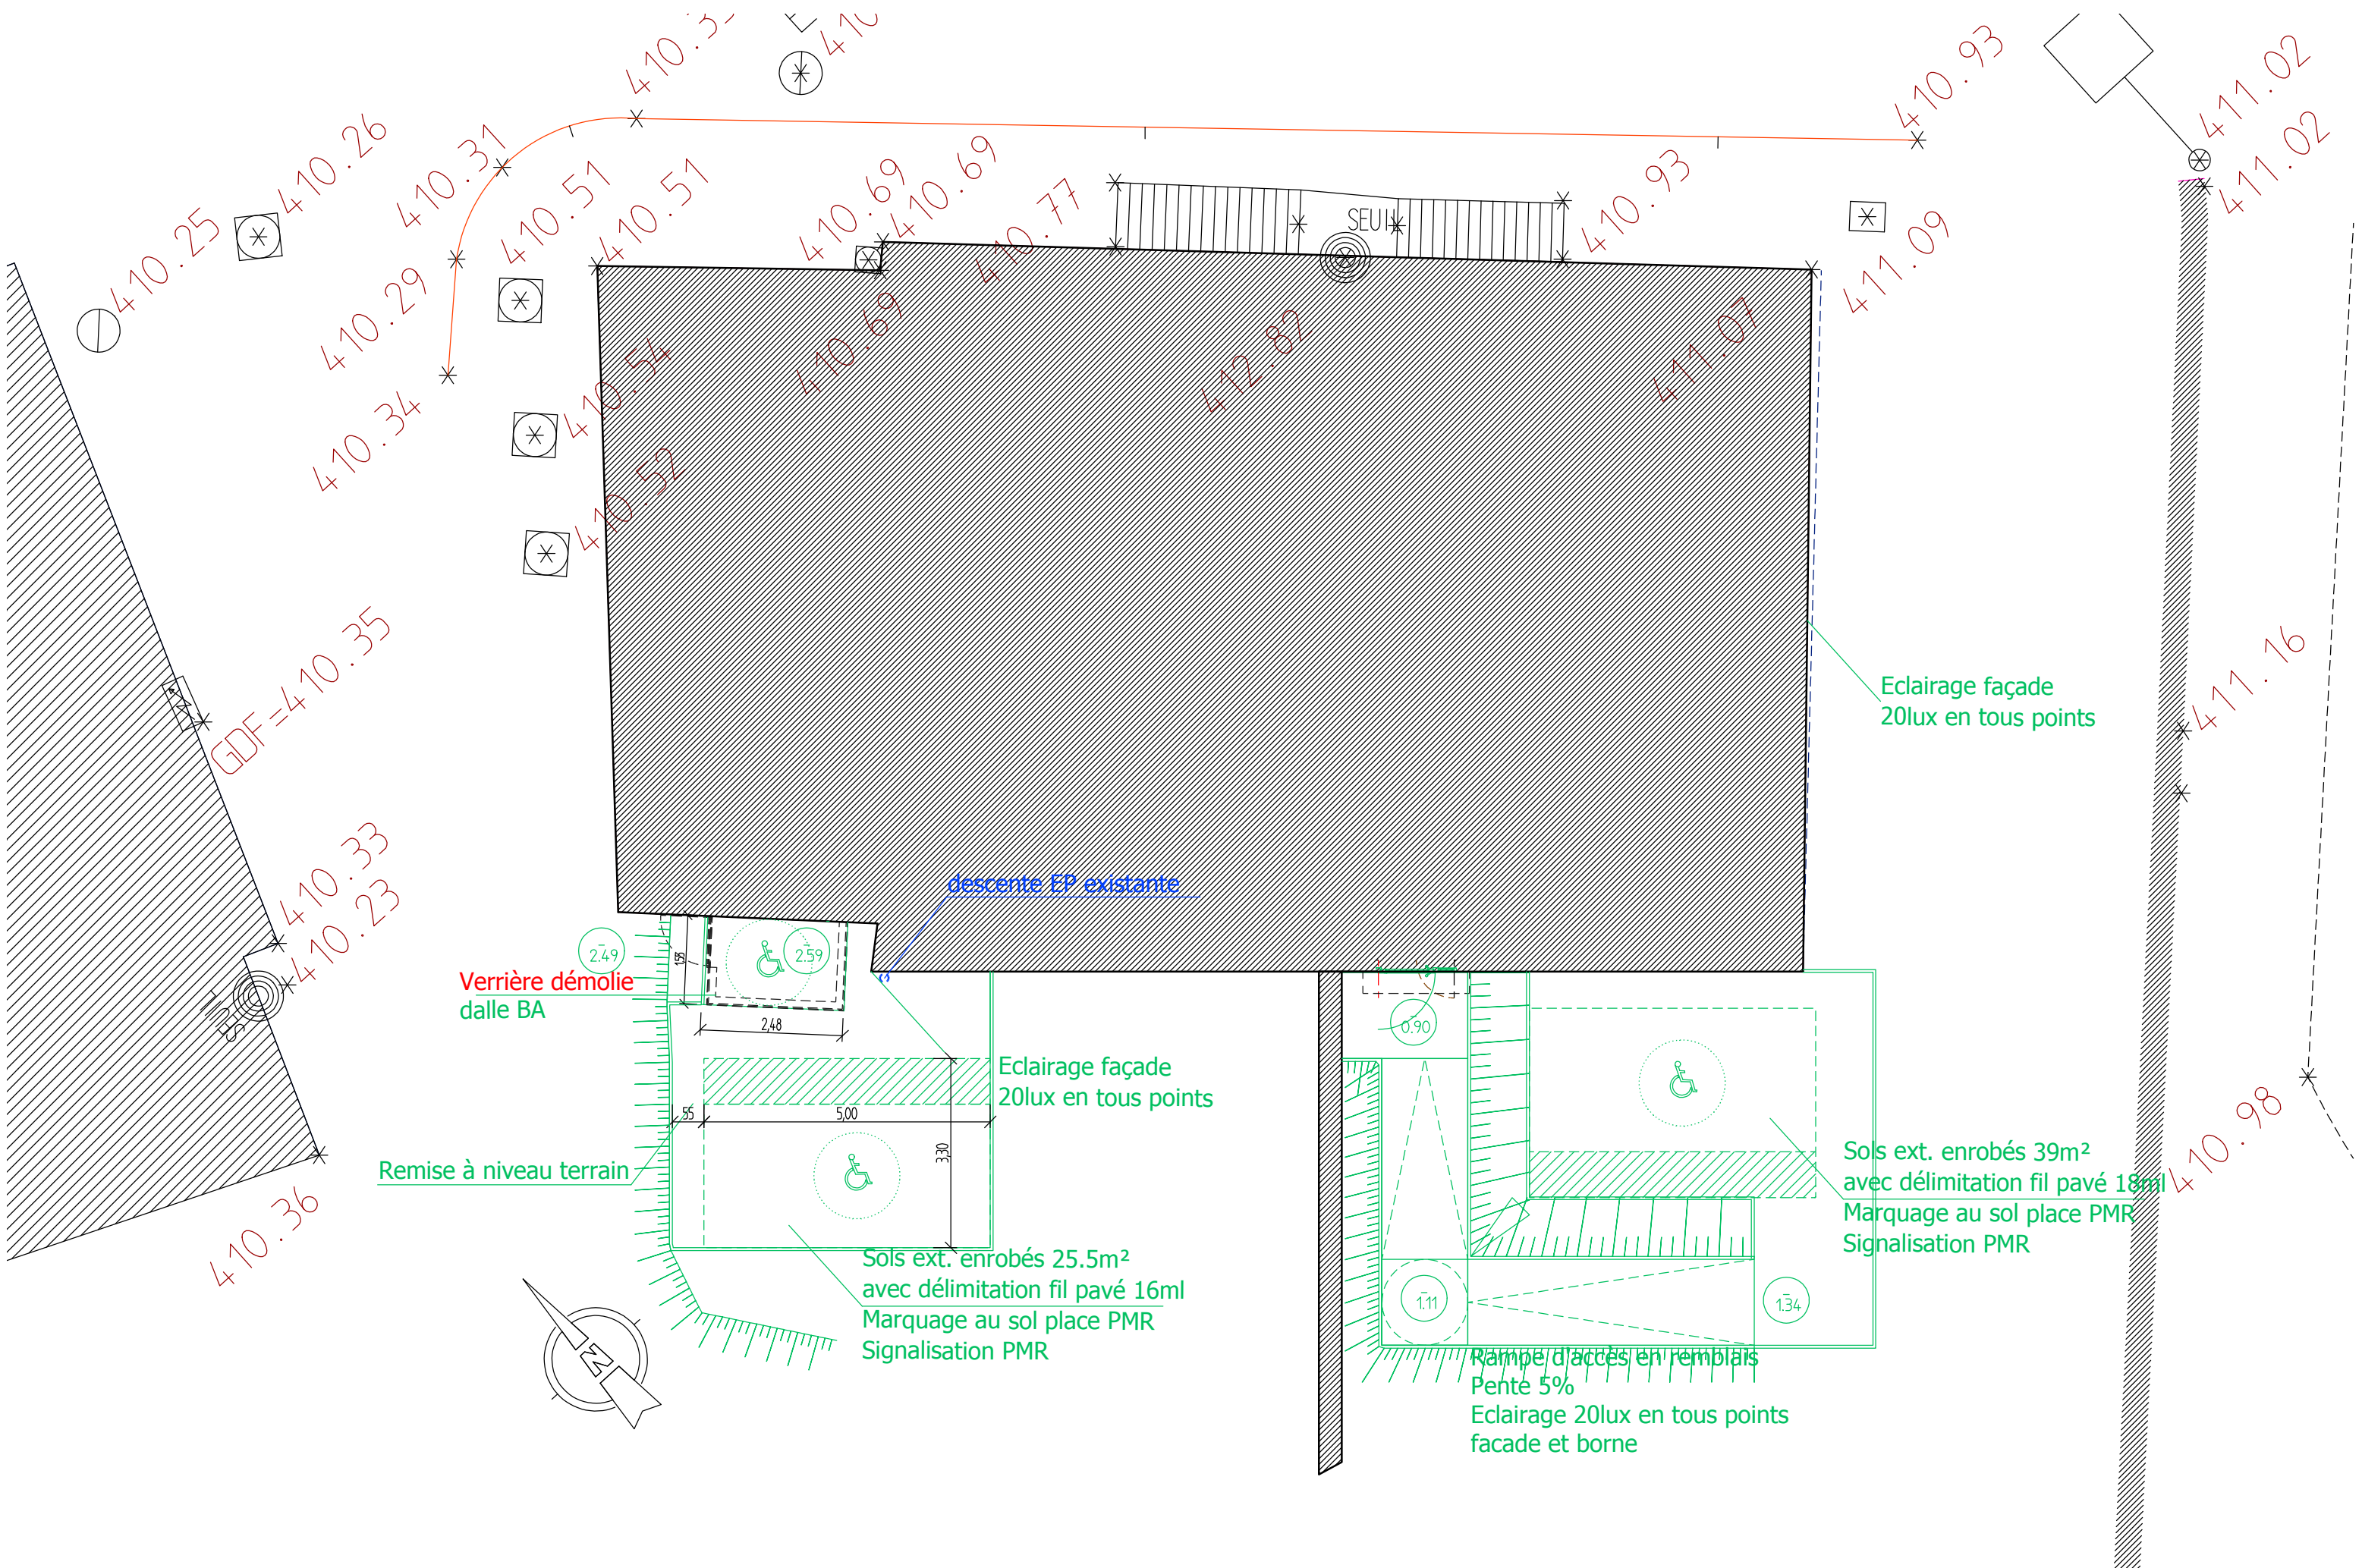 410.93
411.02
411.02
410.26
410.31
410.51
410.51
410.69
410.69
410.77
410.93
411.09
410.25
SEUIL
410.29
410.54
410.69
412.82
411.07
410.34
410.52
GDF=410.35
411.16
Eclairage façade
20lux en tous points
410.33
410.23
descente EP existante
2.49
1,55
2.59
Verrière démolie
dalle BA
2,48
0.90
N
Eclairage façade
20lux en tous points
55
5,00
3,30
Remise à niveau terrain
410.98
410.36
Sols ext. enrobés 39m²
avec délimitation fil pavé 18ml
Marquage au sol place PMR
Signalisation PMR
Sols ext. enrobés 25.5m²
avec délimitation fil pavé 16ml
Marquage au sol place PMR
Signalisation PMR
1.11
1.34
Rampe d'accès en remblais
Pente 5%
Eclairage 20lux en tous points
facade et borne